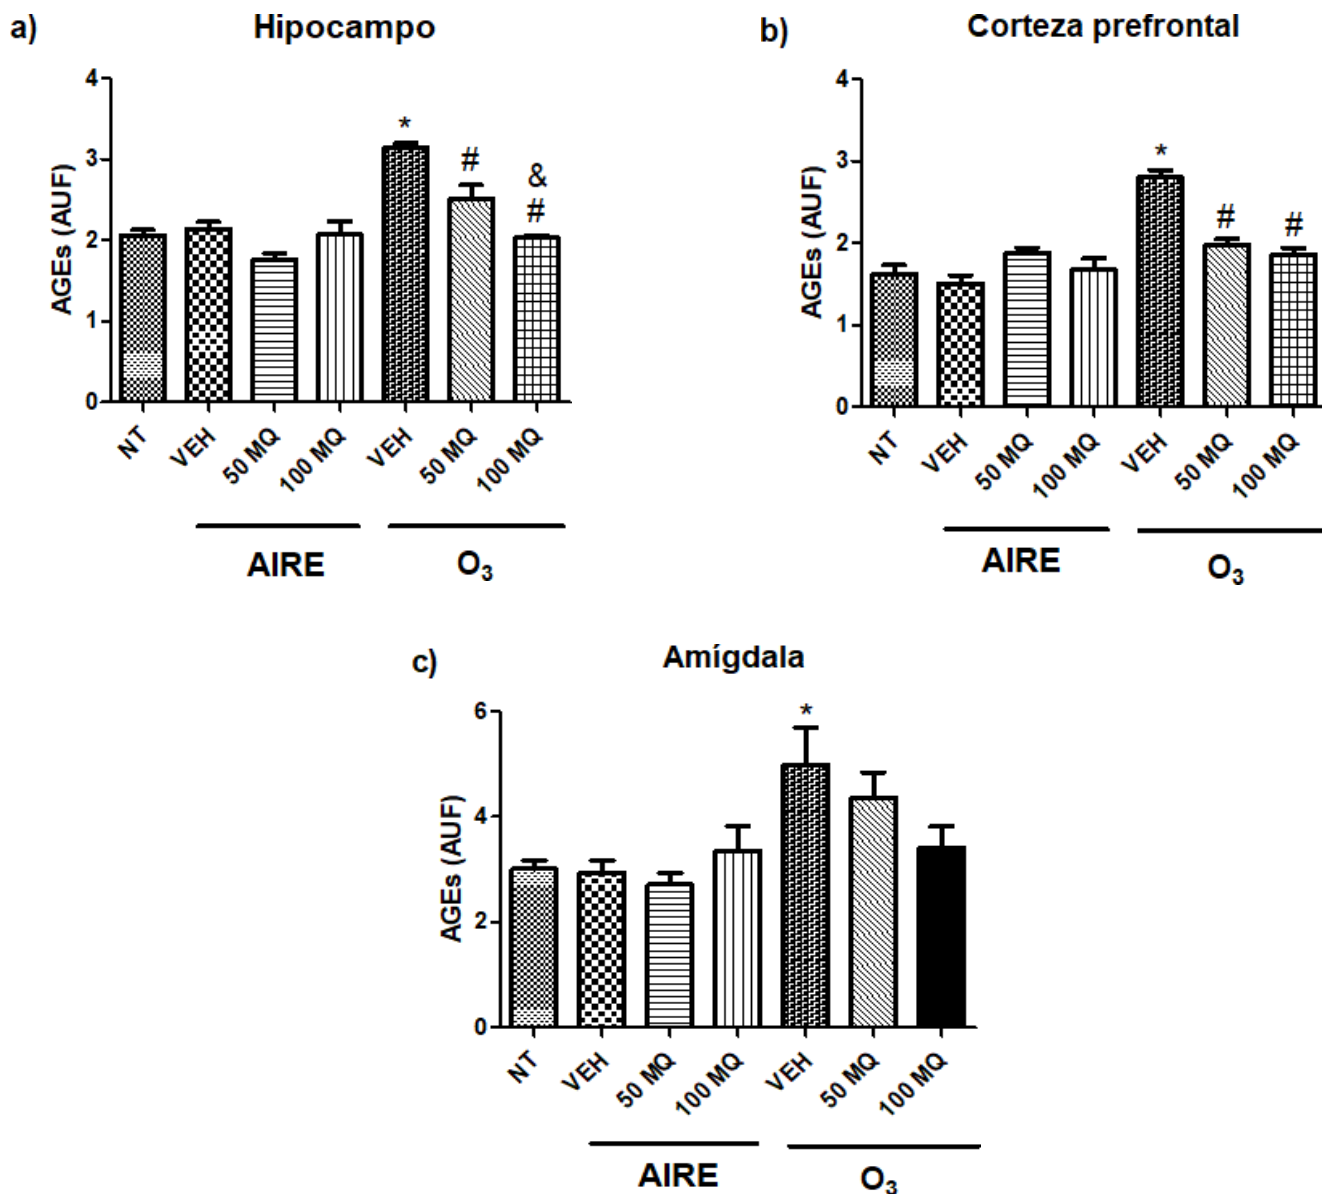 a)
Hipocampo
AGEs (AUF)
4
3
2
1
0
*
#
&
#
NT
VEH
50 MQ
100 MQ
VEH
50 MQ
100 MQ
AIRE
O₃
b)
Corteza prefrontal
AGEs (AUF)
4
3
2
1
0
*
#
#
NT
VEH
50 MQ
100 MQ
VEH
50 MQ
100 MQ
AIRE
O₃
c)
Amígdala
AGEs (AUF)
6
4
2
0
*
NT
VEH
50 MQ
100 MQ
VEH
50 MQ
100 MQ
AIRE
O₃